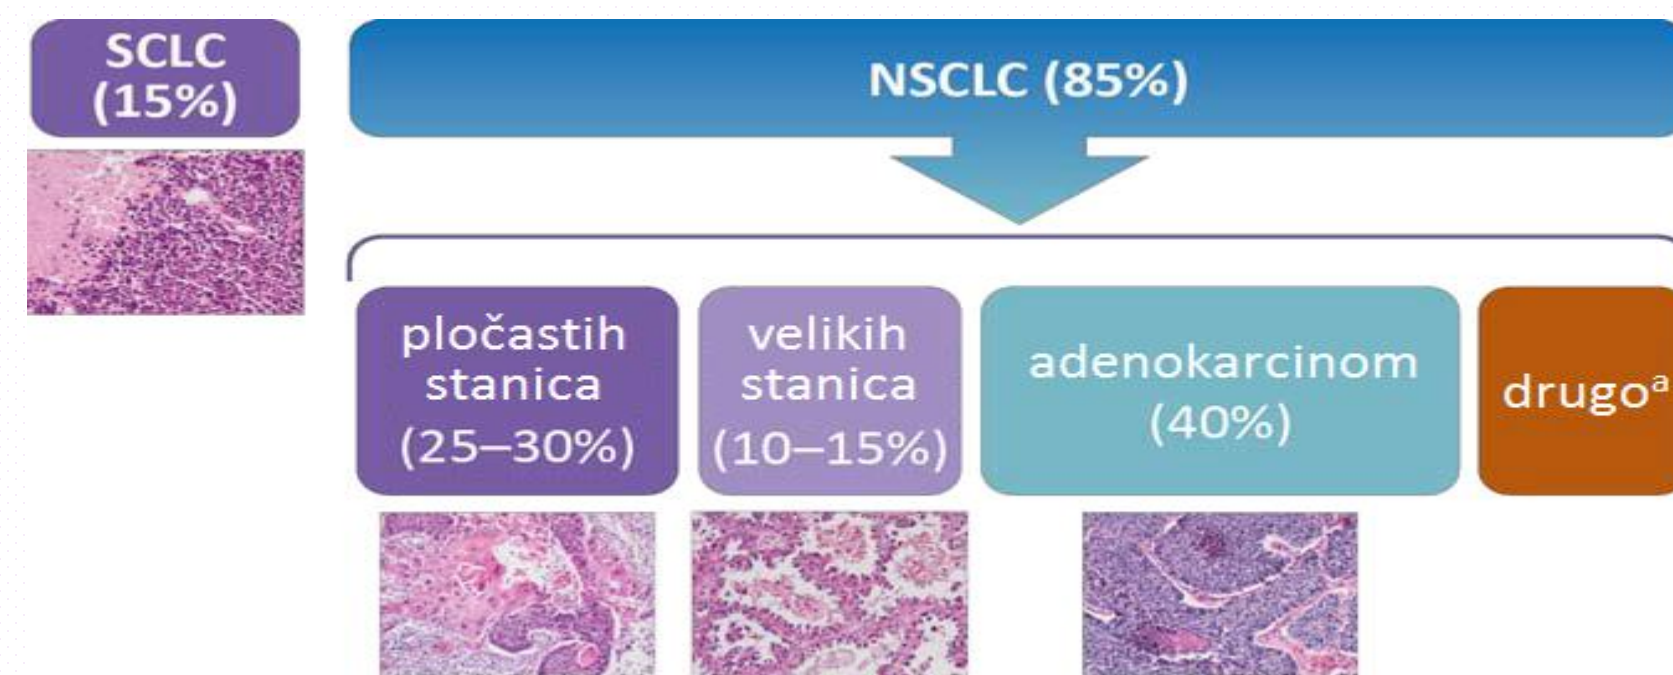 SCLC
(15%)
NSCLC (85%)
pločastih
stanica
(25–30%)
velikih
stanica
(10–15%)
adenokarcinom
(40%)
drugoᵃ